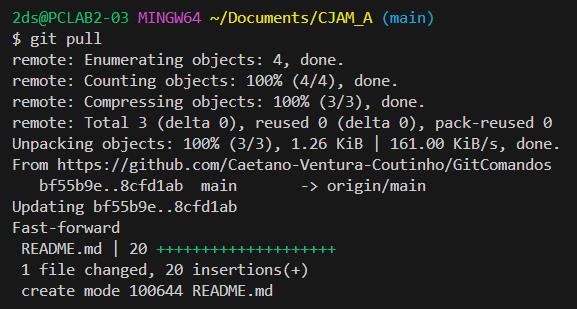 2ds@PCLAB2-03 MINGW64 ~/Documents/CJAM_A (main)
$ git pull
remote: Enumerating objects: 4, done.
remote: Counting objects: 100% (4/4), done.
remote: Compressing objects: 100% (3/3), done.
remote: Total 3 (delta 0), reused 0 (delta 0), pack-reused 0
Unpacking objects: 100% (3/3), 1.26 KiB | 161.00 KiB/s, done.
From https://github.com/Caetano-Ventura-Coutinho/GitComandos
   bf55b9e..8cfd1ab  main       -> origin/main
Updating bf55b9e..8cfd1ab
Fast-forward
 README.md | 20 ++++++++++++++++++++
 1 file changed, 20 insertions(+)
 create mode 100644 README.md